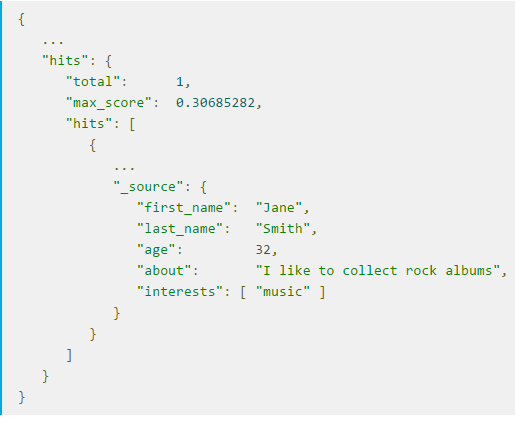 {
   ...
   "hits": {
      "total":      1,
      "max_score":  0.30685282,
      "hits": [
         {
            ...
            "_source": {
               "first_name":  "Jane",
               "last_name":   "Smith",
               "age":         32,
               "about":       "I like to collect rock albums",
               "interests": [ "music" ]
            }
         }
      ]
   }
}